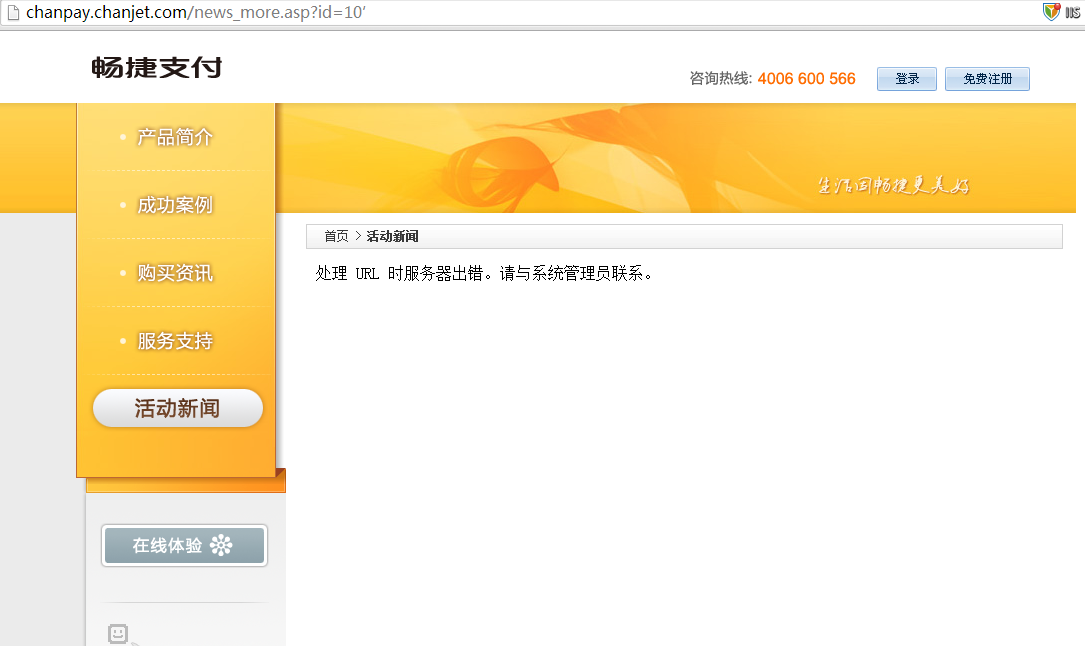 chanpay.chanjet.com/news_more.asp?id=10'
IIS
畅捷支付
咨询热线: 4006 600 566
登录
免费注册
产品简介
成功案例
购买资讯
服务支持
活动新闻
生活因畅捷更美好
首页 > 活动新闻
处理 URL 时服务器出错。请与系统管理员联系。
在线体验